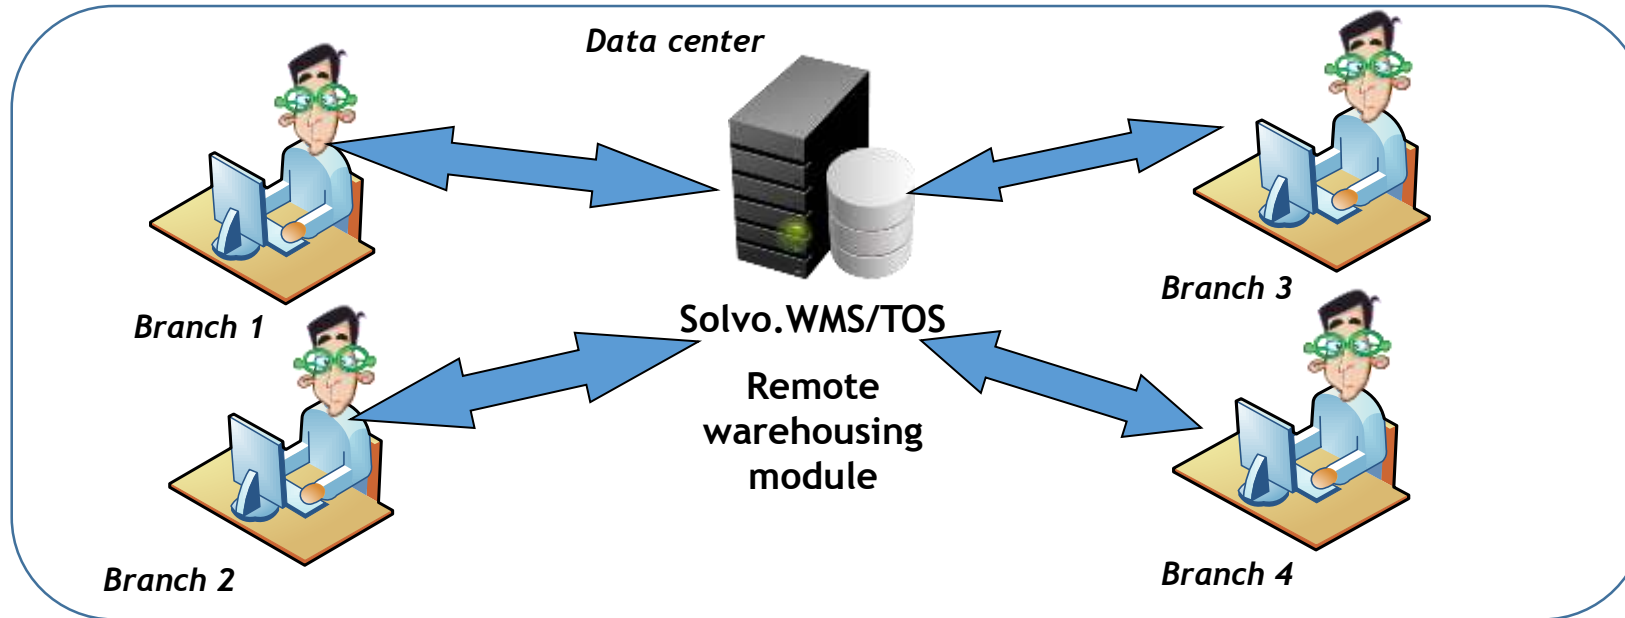 Data center
Branch 1
Branch 3
Solvo.WMS/TOS
Remote
warehousing
module
Branch 2
Branch 4